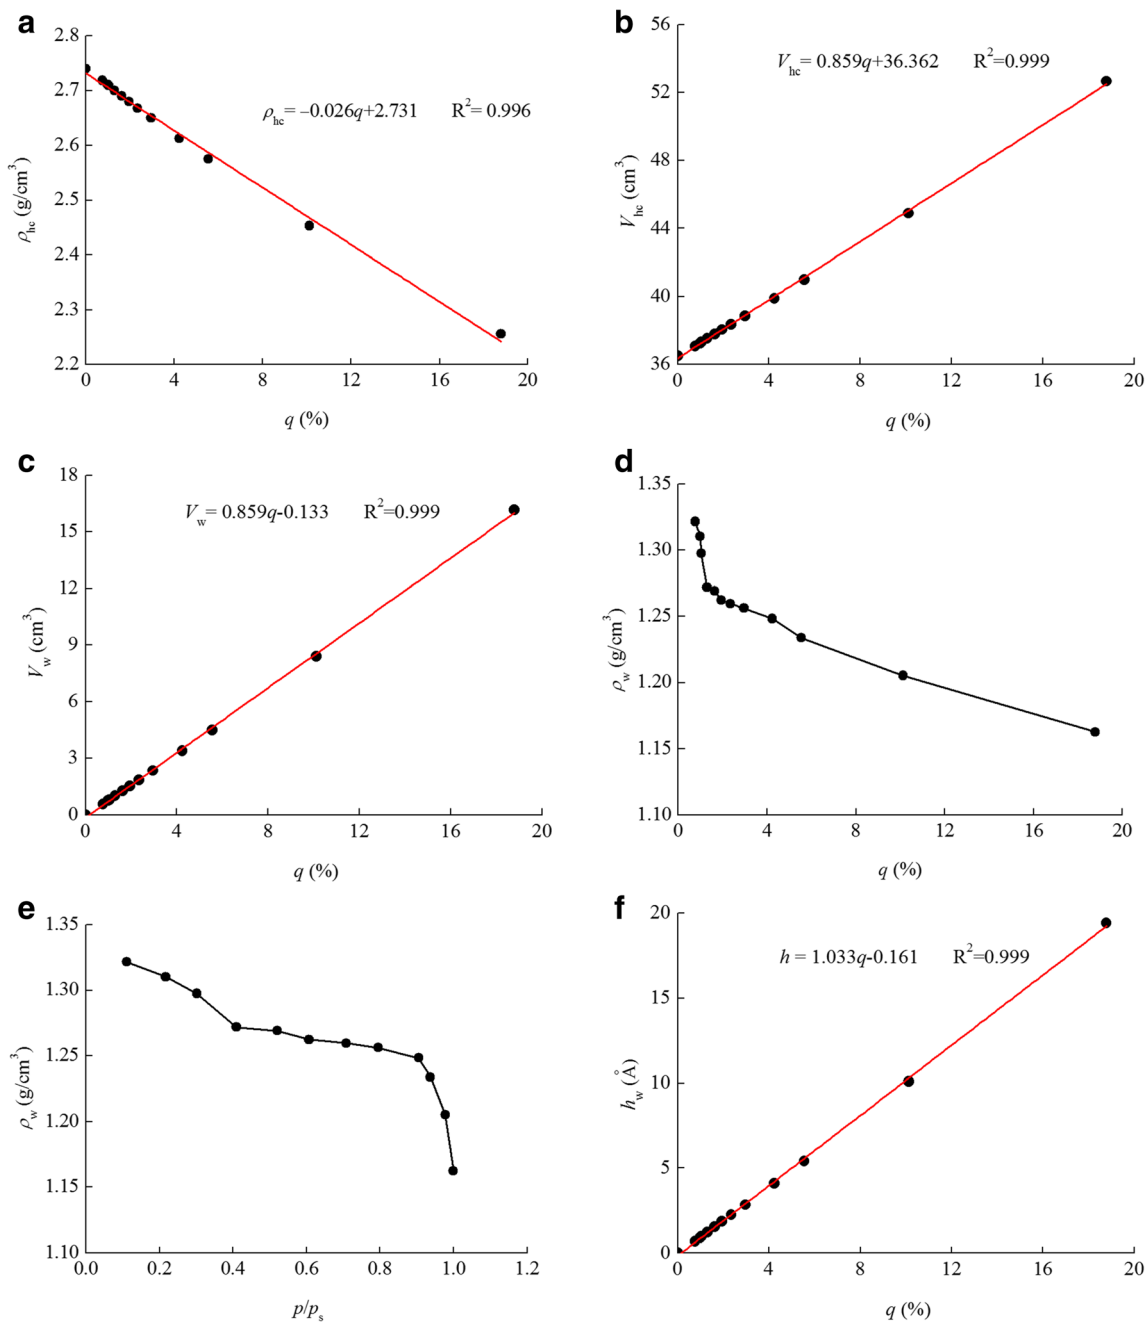 a
2.8
2.7
2.6
2.5
2.4
2.3
2.2
ρhc (g/cm3)
ρhc= –0.026q+2.731 R2= 0.996
0 4 8 12 16 20
q (%)
b
56
52
48
44
40
36
Vhc (cm3)
Vhc= 0.859q+36.362 R2=0.999
0 4 8 12 16 20
q (%)
c
18
15
12
9
6
3
0
Vw (cm3)
Vw= 0.859q-0.133 R2=0.999
0 4 8 12 16 20
q (%)
d
1.35
1.30
1.25
1.20
1.15
1.10
ρw (g/cm3)
0 4 8 12 16 20
q (%)
e
1.35
1.30
1.25
1.20
1.15
1.10
ρw (g/cm3)
0.0 0.2 0.4 0.6 0.8 1.0 1.2
p/ps
f
20
15
10
5
0
hw (Å)
h = 1.033q-0.161 R2=0.999
0 4 8 12 16 20
q (%)